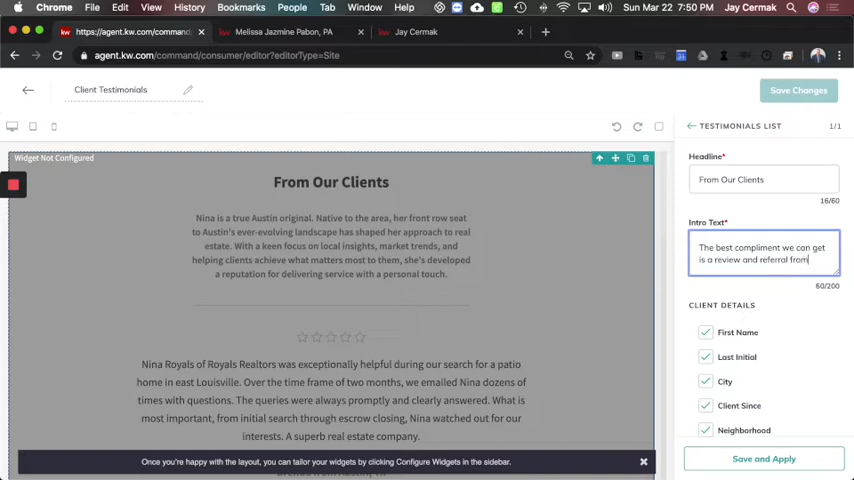 Chrome File Edit View History Bookmarks People Tab Window Help Sun Mar 22 7:50 PM Jay Cermak
https://agent.kw.com/comman Melissa Jazmine Pabon, PA Jay Cermak
agent.kw.com/command/consumer/editor?editorType=Site
Client Testimonials
Save Changes
TESTIMONIALS LIST 1/1
Widget Not Configured
From Our Clients
Nina is a true Austin original. Native to the area, her front row seat
to Austin's ever-evolving landscape has shaped her approach to real
estate. With a keen focus on local insights, market trends, and
helping clients achieve what matters most to them, she's developed
a reputation for delivering service with a personal touch.
Nina Royals of Royals Realtors was exceptionally helpful during our search for a patio
home in east Louisville. Over the time frame of two months, we emailed Nina dozens of
times with questions. The queries were always promptly and clearly answered. What is
most important, from initial search through escrow closing, Nina watched out for our
interests. A superb real estate company.
Once you're happy with the layout, you can tailor your widgets by clicking Configure Widgets in the sidebar.
Headline*
From Our Clients
16/60
Intro Text*
The best compliment we can get
is a review and referral from
60/200
CLIENT DETAILS
First Name
Last Initial
City
Client Since
Neighborhood
Save and Apply